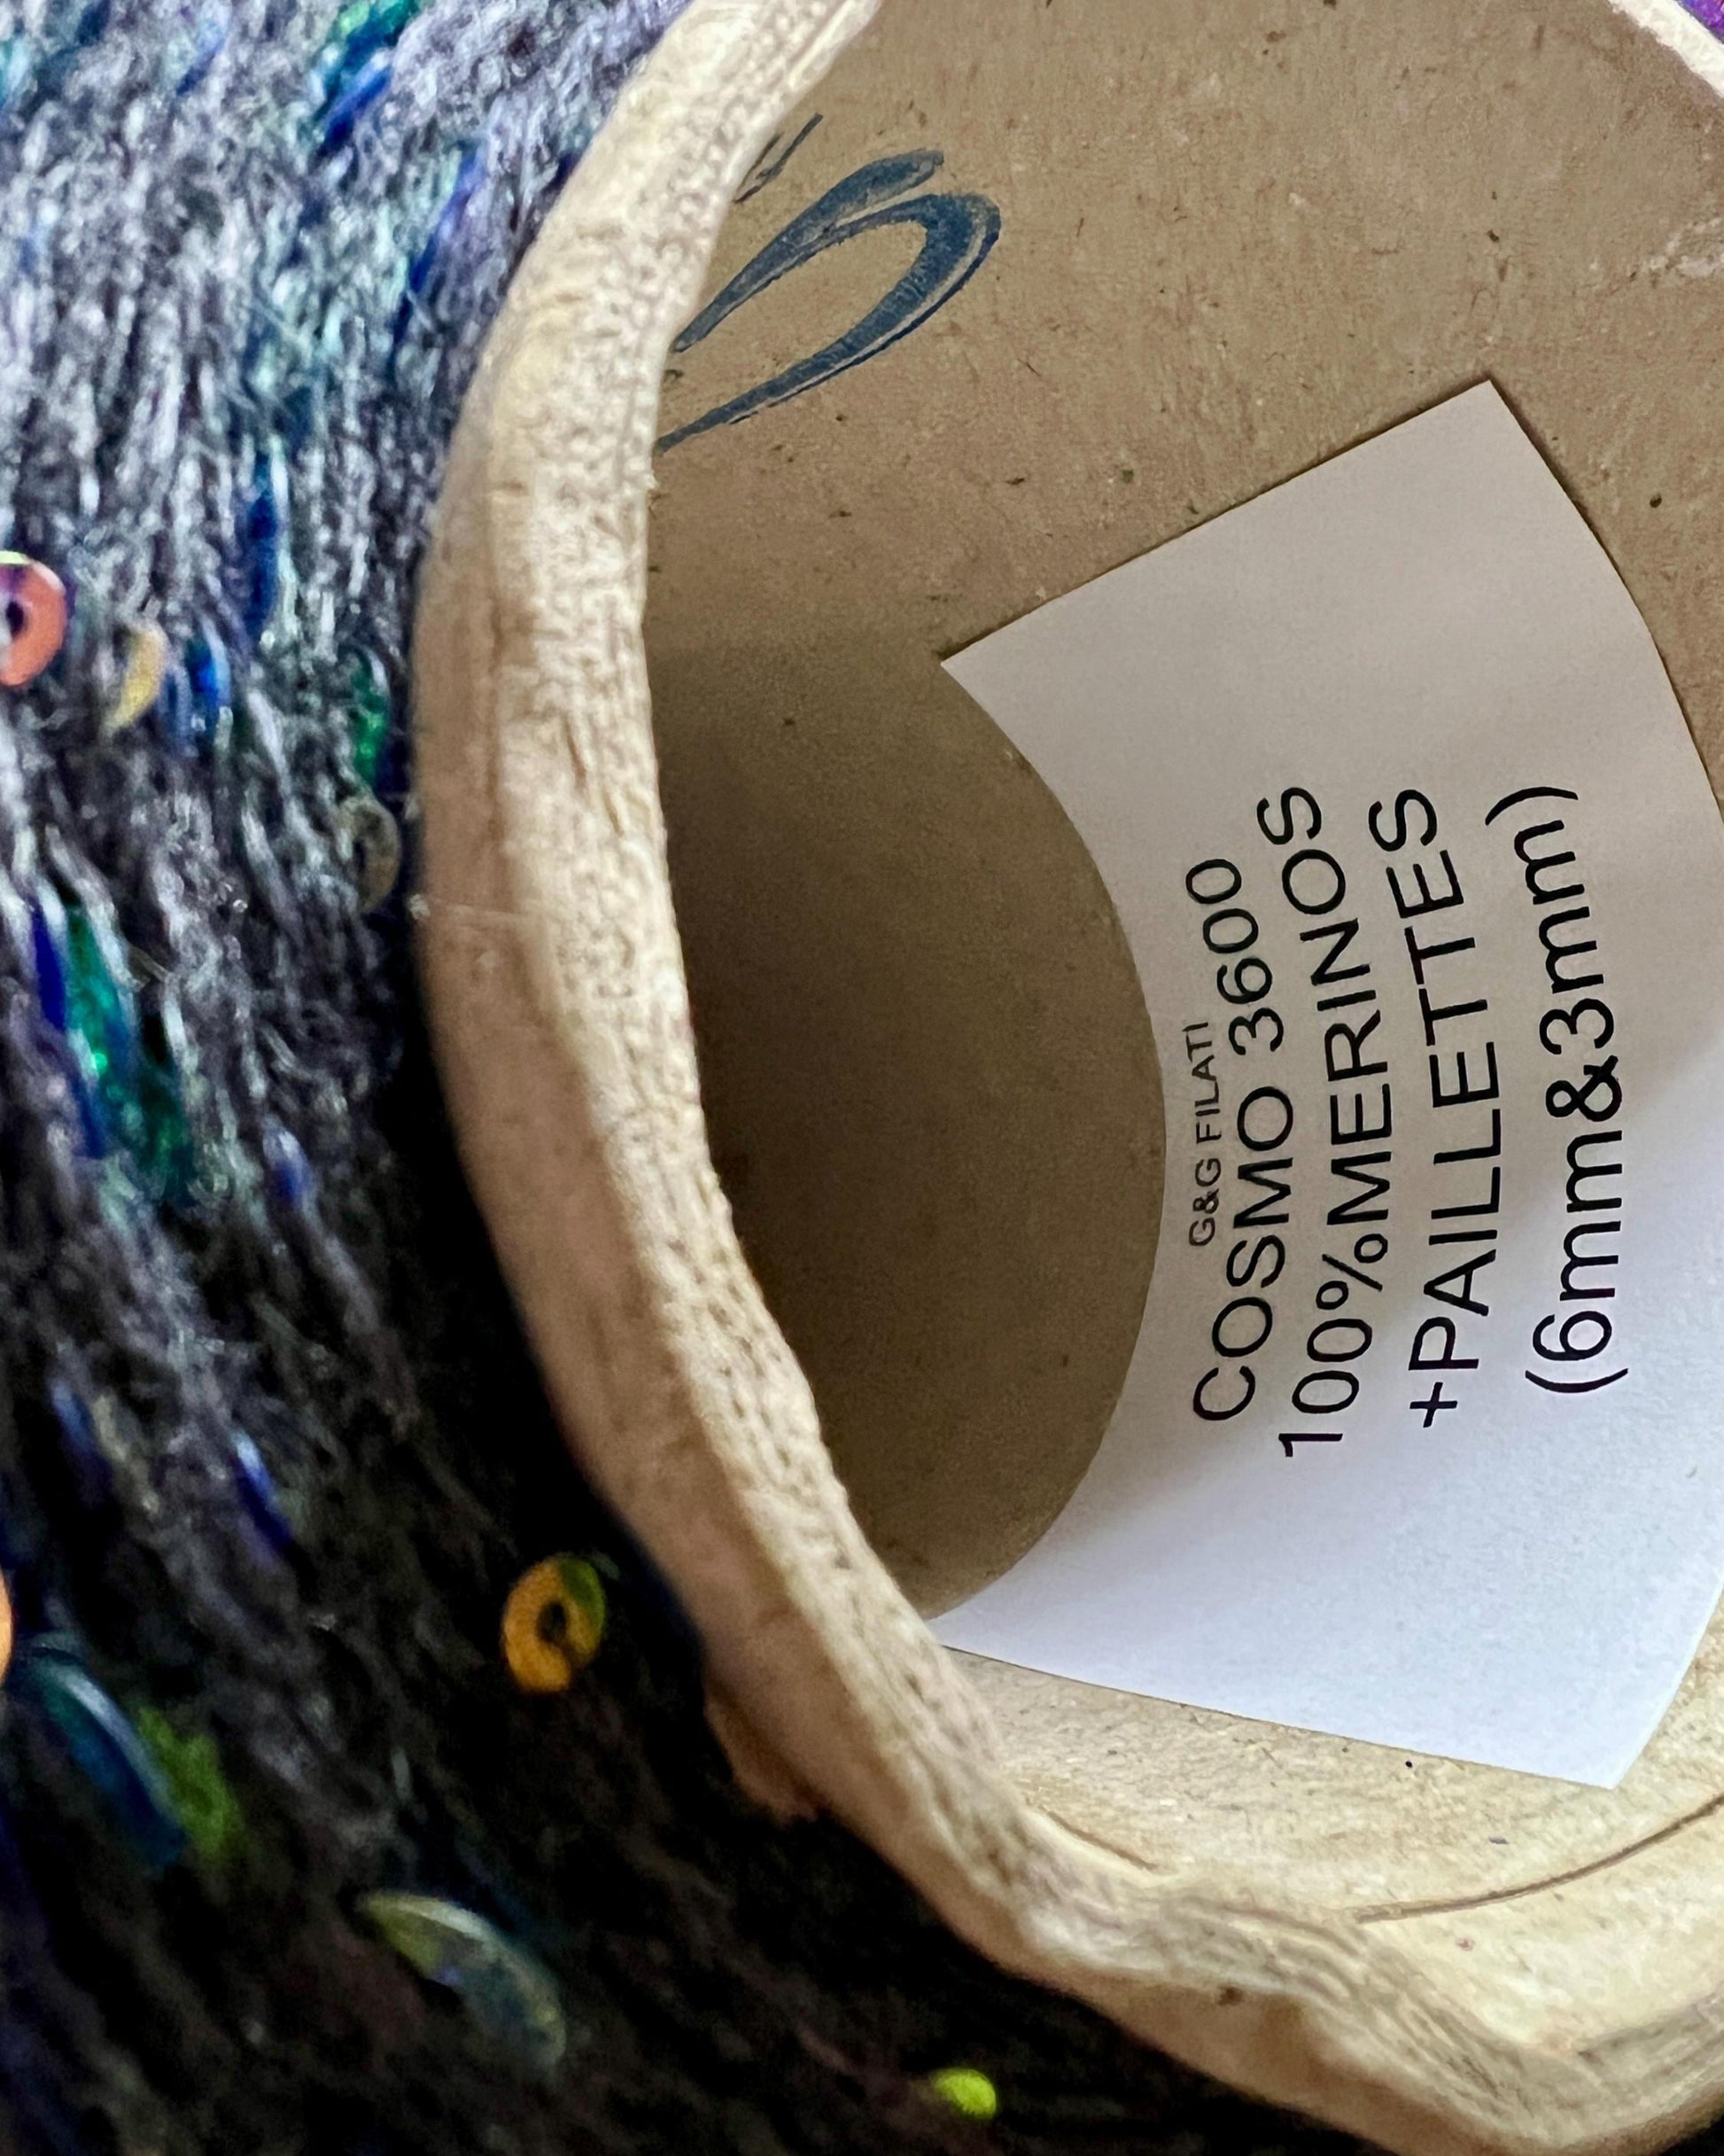 G&G FILATI
COSMO 3600
100%MERINOS
+PAILLETTES
(6mm&3mm)